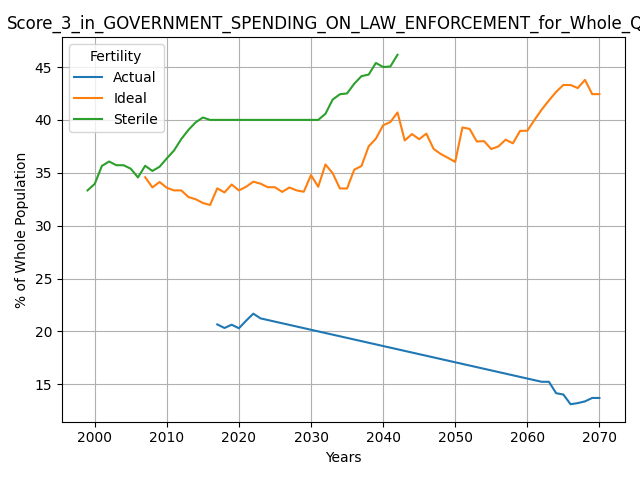 Score_3_in_GOVERNMENT_SPENDING_ON_LAW_ENFORCEMENT_for_Whole_Q
Fertility
Actual
Ideal
Sterile
% of Whole Population
45
40
35
30
25
20
15
2000 2010 2020 2030 2040 2050 2060 2070
Years